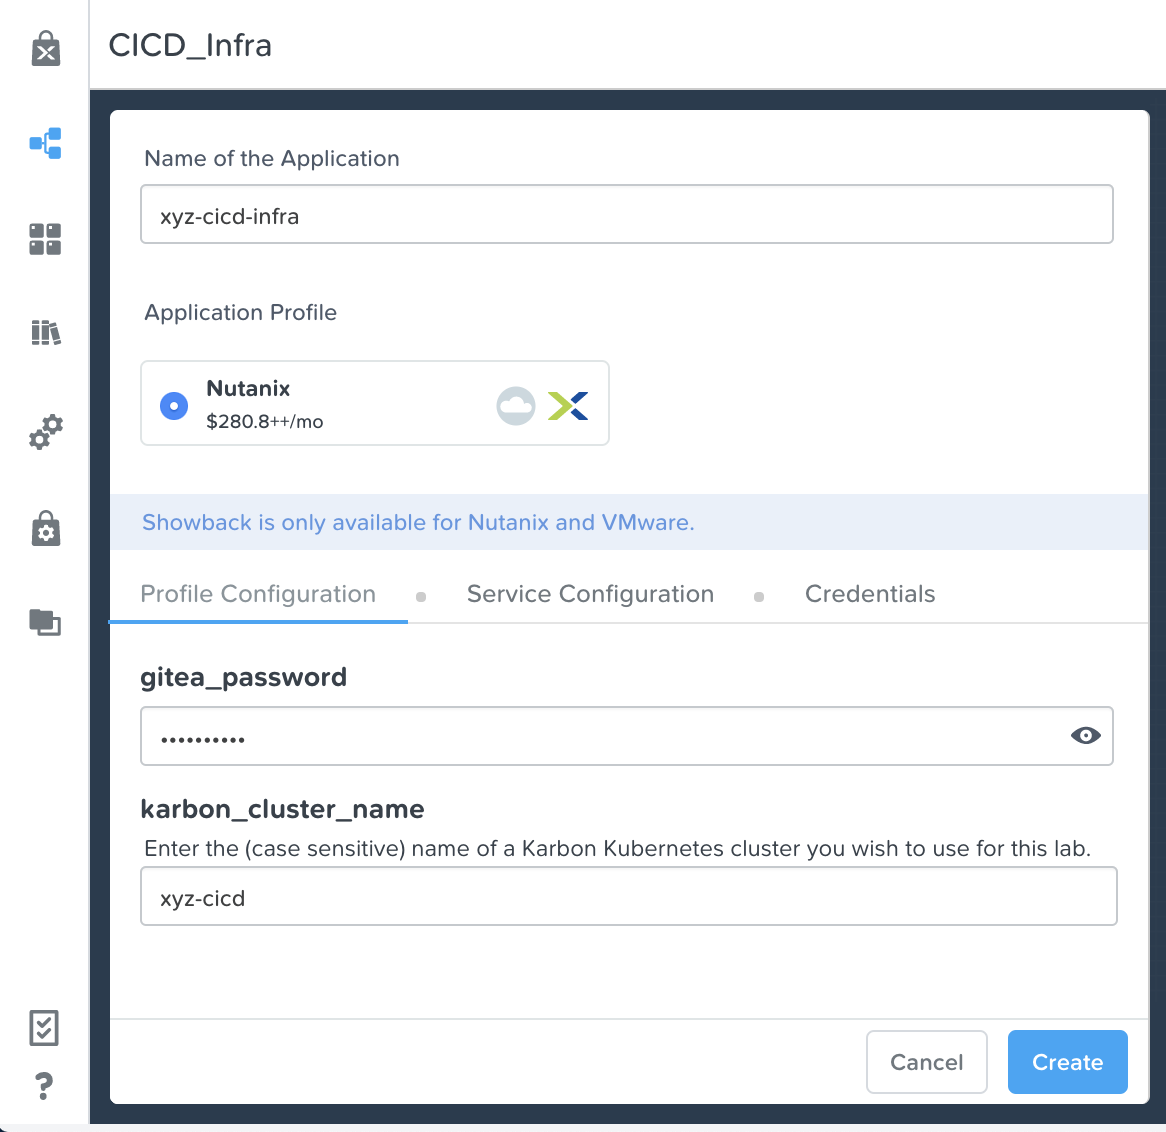 CICD_Infra
Name of the Application
xyz-cicd-infra
Application Profile
Nutanix
$280.8++/mo
Showback is only available for Nutanix and VMware.
Profile Configuration
Service Configuration
Credentials
gitea_password
••••••••••
karbon_cluster_name
Enter the (case sensitive) name of a Karbon Kubernetes cluster you wish to use for this lab.
xyz-cicd
?
Cancel
Create